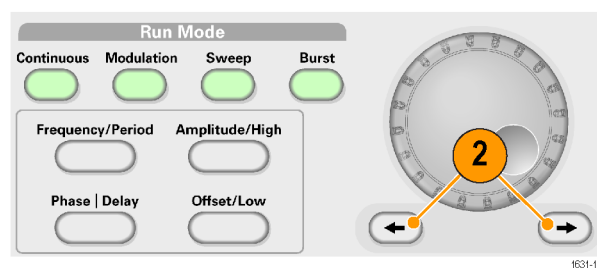 Run Mode
Continuous Modulation Sweep Burst
Frequency/Period Amplitude/High
Phase | Delay Offset/Low
2
← →
1631-1